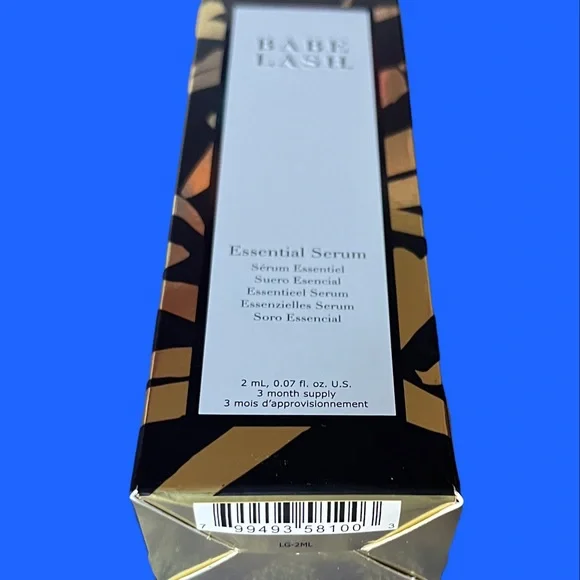 BABE
LASH
Essential Serum
Sérum Essentiel
Suero Esencial
Essentieel Serum
Essenzielles Serum
Soro Essencial
2 mL, 0.07 fl. oz. U.S.
3 month supply
3 mois d'approvisionnement
7 99493 58100 3
LG-2ML